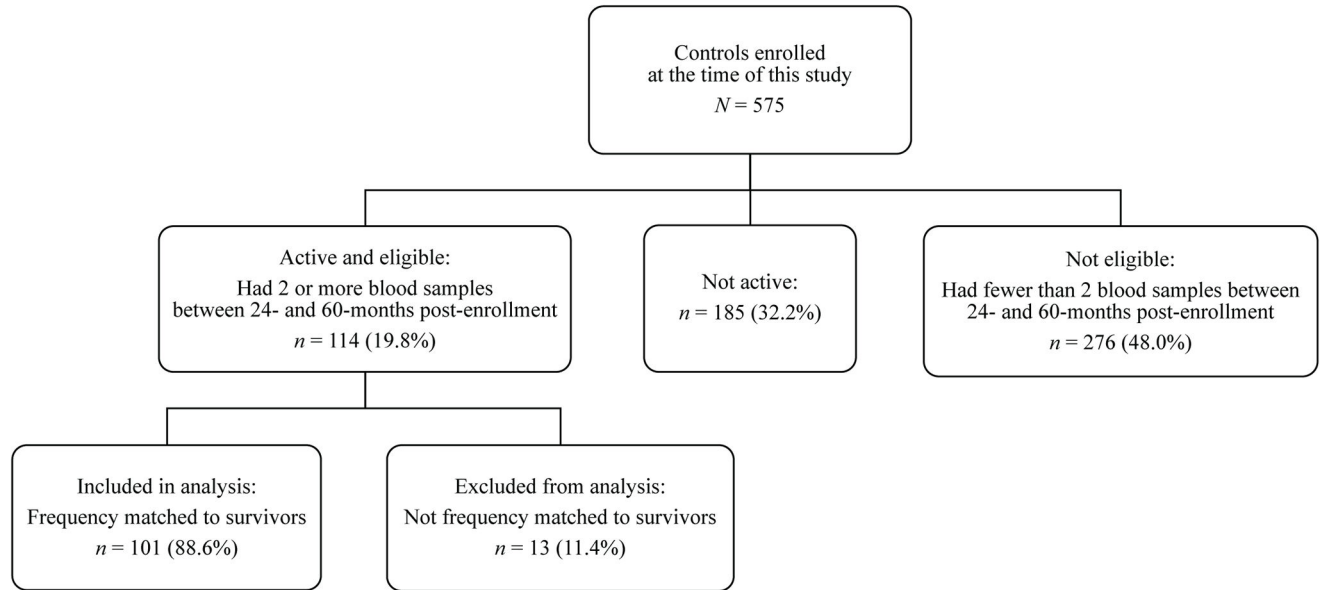 Controls enrolled
at the time of this study
N = 575
Active and eligible:
Had 2 or more blood samples
between 24- and 60-months post-enrollment
n = 114 (19.8%)
Not active:
n = 185 (32.2%)
Not eligible:
Had fewer than 2 blood samples between
24- and 60-months post-enrollment
n = 276 (48.0%)
Included in analysis:
Frequency matched to survivors
n = 101 (88.6%)
Excluded from analysis:
Not frequency matched to survivors
n = 13 (11.4%)